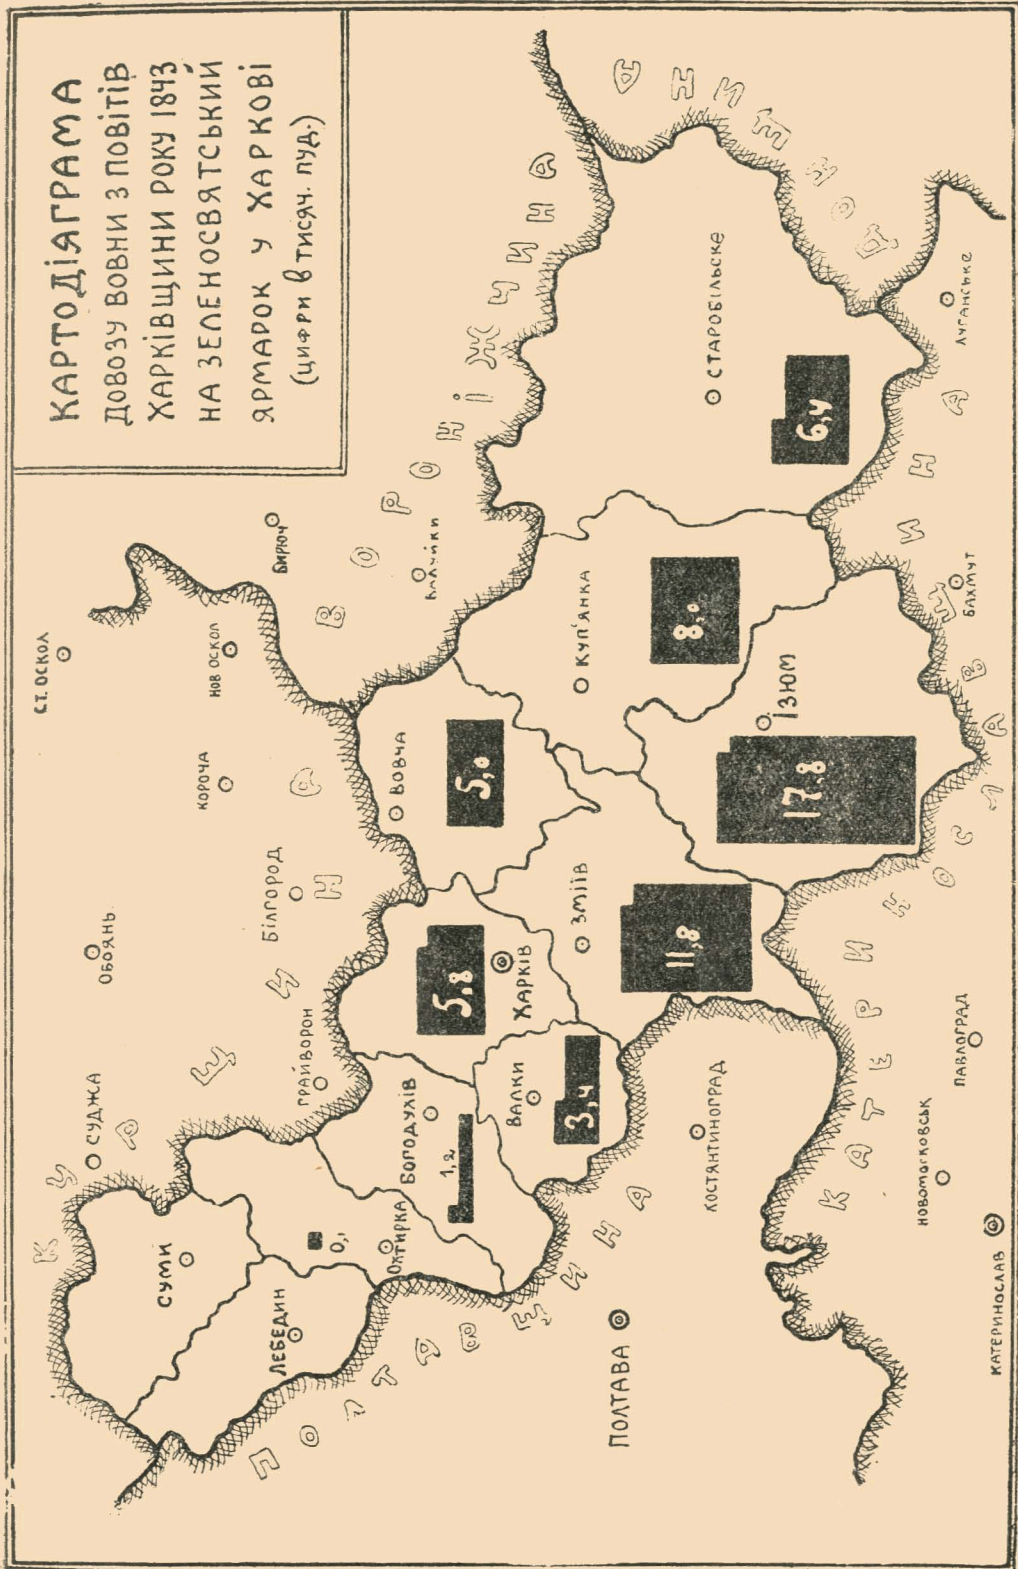 КАРТОДІЯГРАМА
ДОВОЗУ ВОВНИ З ПОВІТІВ
ХАРКІВЩИНИ РОКУ 1843
НА ЗЕЛЕНОСВЯТСЬКИЙ
ЯРМАРОК У ХАРКОВІ
(цифри в тисяч. пуд.)
КУРЩИНА
ВОРОНІЖЧИНА
ДОНЕЧИНА
КАТЕРИНОСЛАВЩИНА
ПОЛТАВЩИНА
СТ. ОСКОЛ
НОВ ОСКОЛ
БИРЮЧ
ВАЛУЙКИ
КОРОЧА
ОБОЯНЬ
БІЛГОРОД
ГРАЙВОРОН
СУДЖА
СУМИ
ЛЕБЕДИН
ОХТИРКА
0,1
БОГОДУХІВ
1,2
ВАЛКИ
3,4
ХАРКІВ
5,8
ВОВЧА
5,0
ЗМІЇВ
11,8
КУП'ЯНКА
8,0
ІЗЮМ
17,8
СТАРОБІЛЬСКЕ
6,4
ЛУГАНСЬКЕ
БАХМУТ
ПОЛТАВА
КОСТЯНТИНОГРАД
ПАВЛОГРАД
НОВОМОСКОВСЬК
КАТЕРИНОСЛАВ